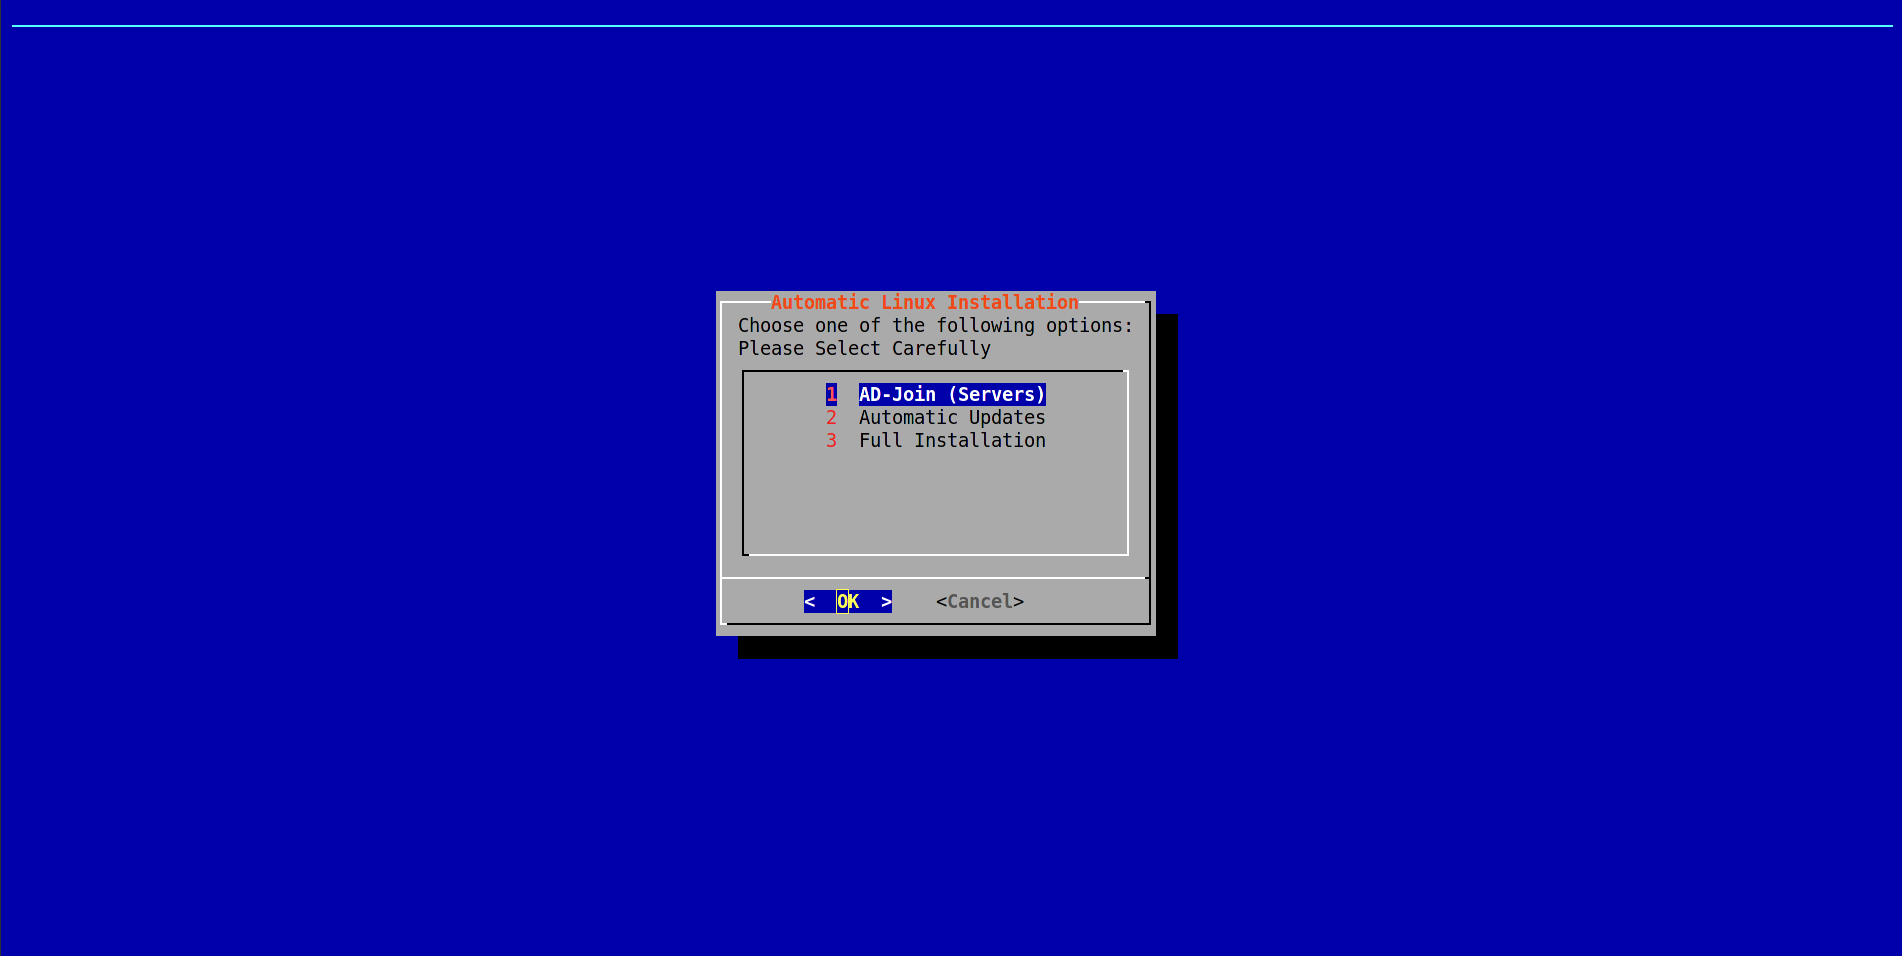 Automatic Linux Installation
Choose one of the following options:
Please Select Carefully
1 AD-Join (Servers)
2 Automatic Updates
3 Full Installation
< OK > <Cancel>